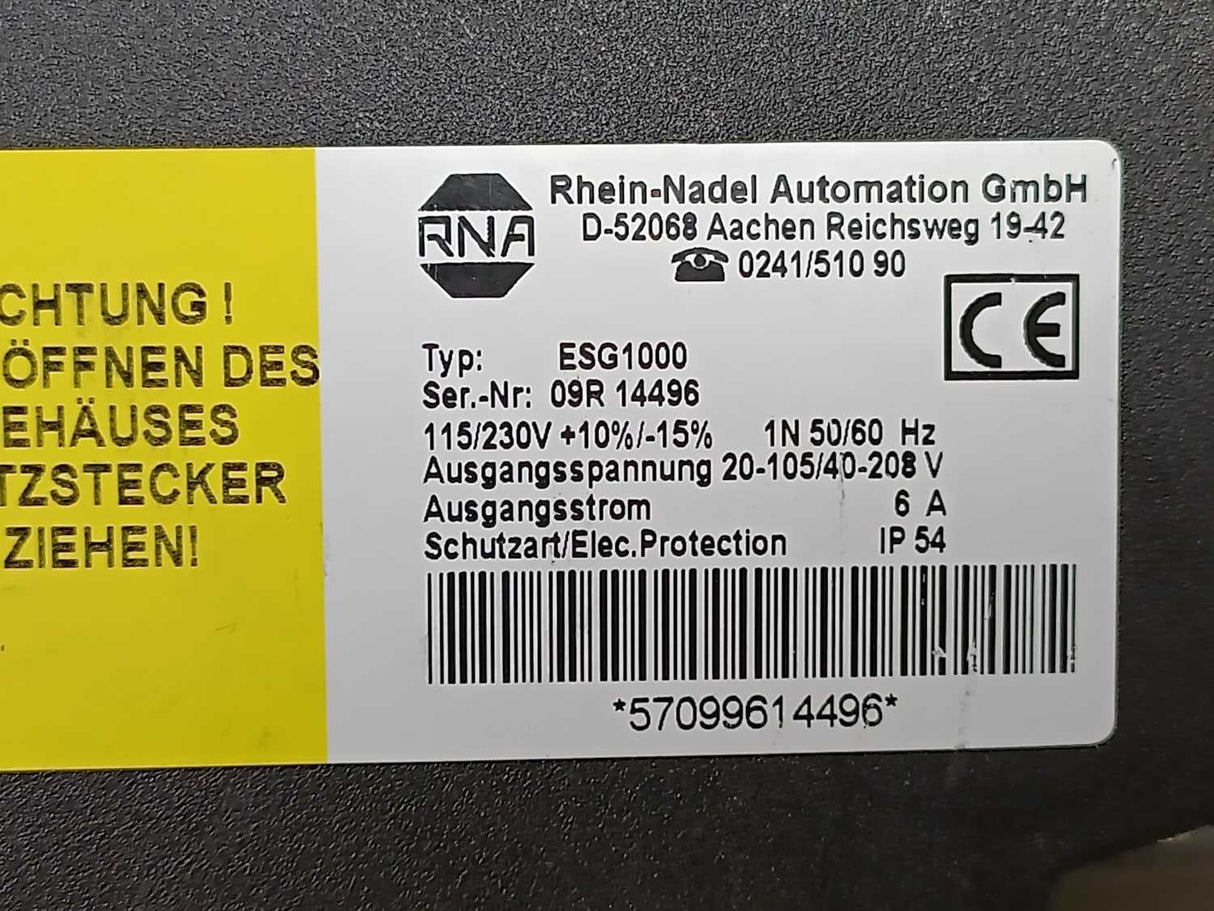 CHTUNG !
ÖFFNEN DES
EHÄUSES
TZSTECKER
ZIEHEN!
RNA
Rhein-Nadel Automation GmbH
D-52068 Aachen Reichsweg 19-42
☎ 0241/510 90
CE
Typ: ESG1000
Ser.-Nr: 09R 14496
115/230V +10%/-15% 1N 50/60 Hz
Ausgangsspannung 20-105/40-208 V
Ausgangsstrom 6 A
Schutzart/Elec.Protection IP 54
*57099614496*